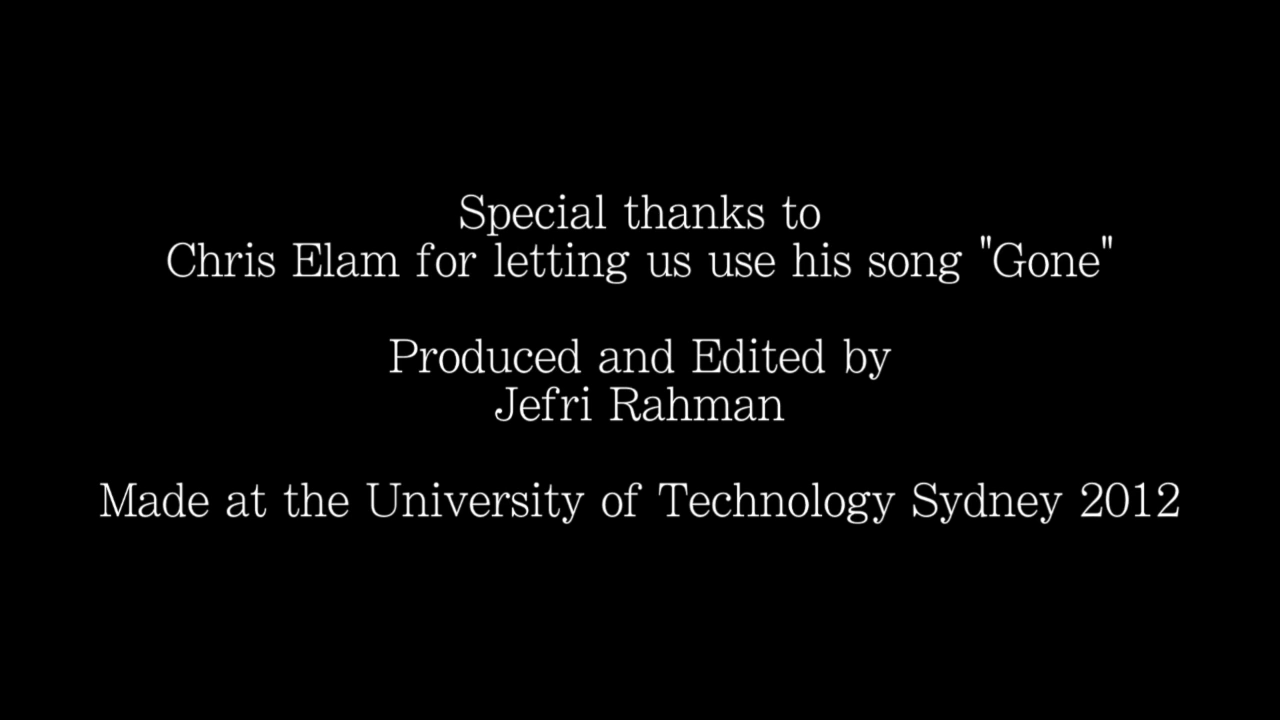 Special thanks to
Chris Elam for letting us use his song "Gone"
Produced and Edited by
Jefri Rahman
Made at the University of Technology Sydney 2012